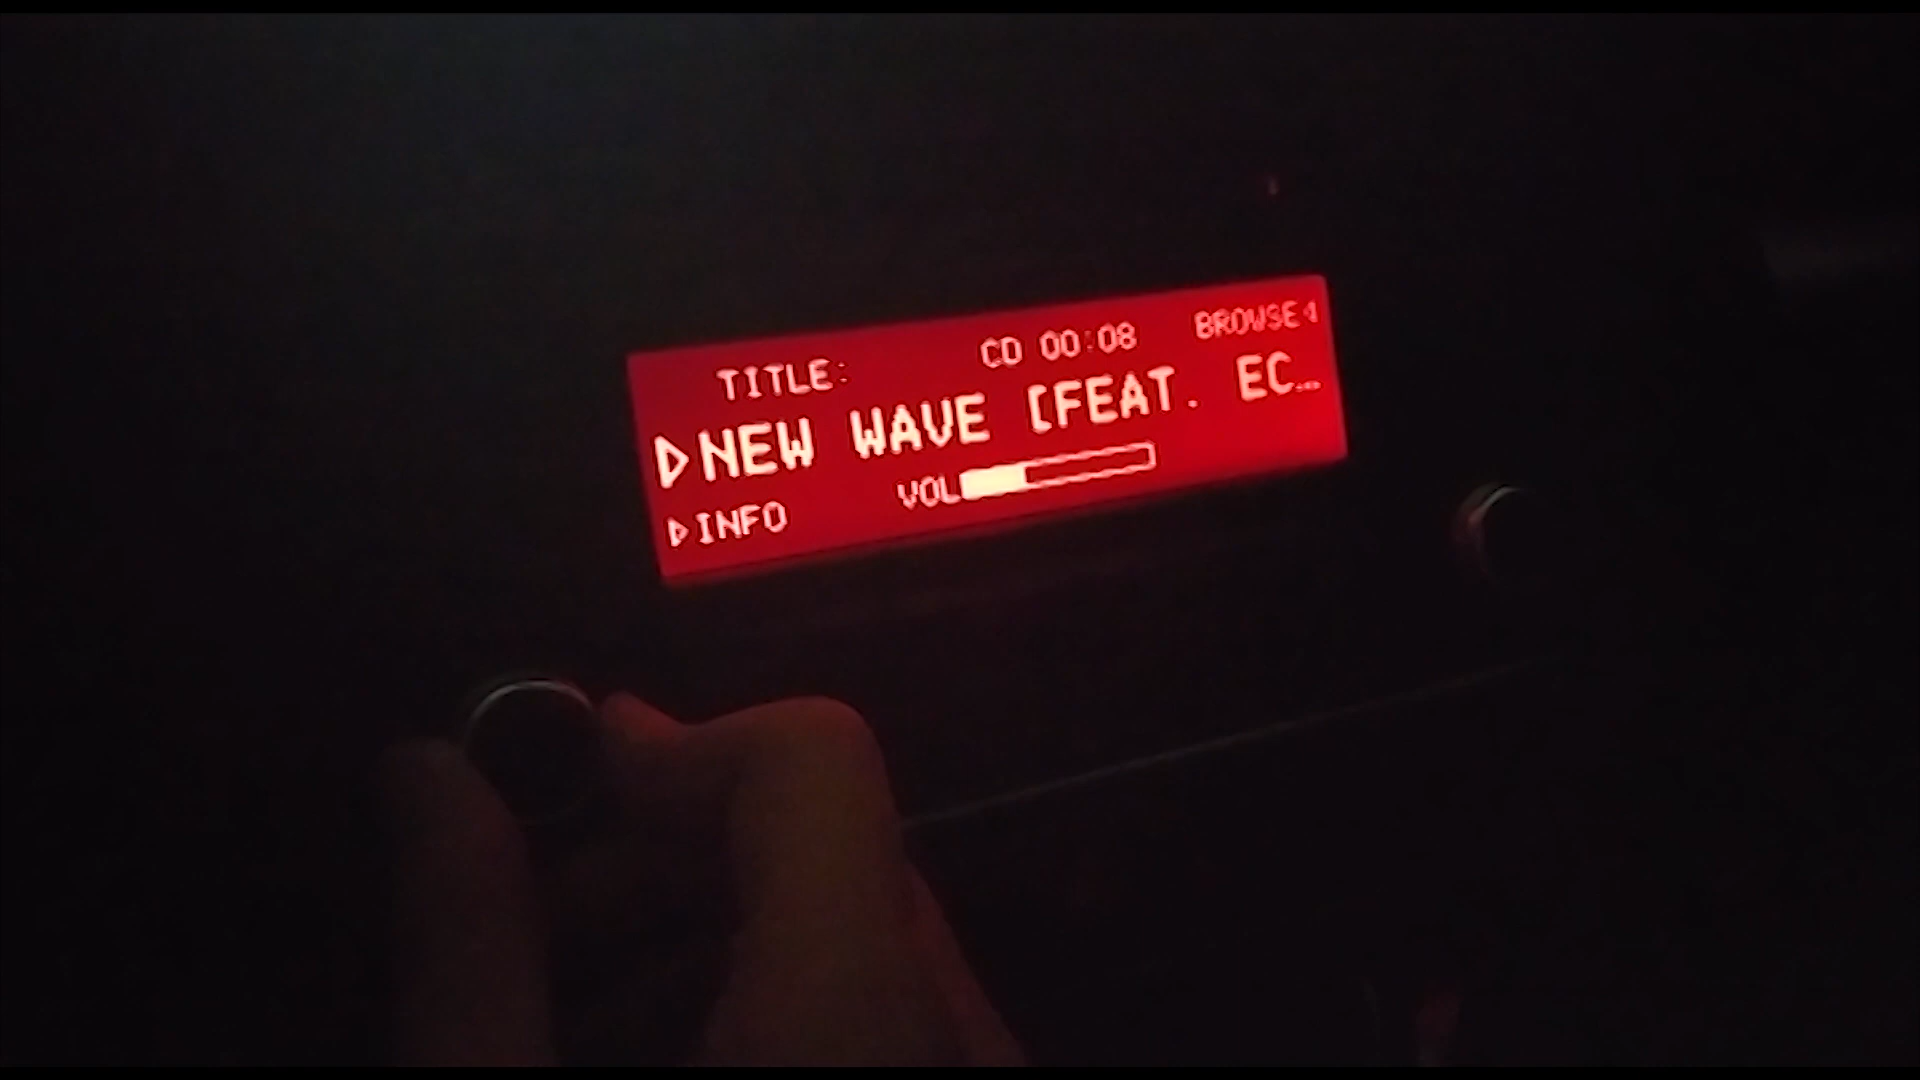 TITLE: CD 00:08 BROWSE
NEW WAVE [FEAT. EC…
INFO VOL